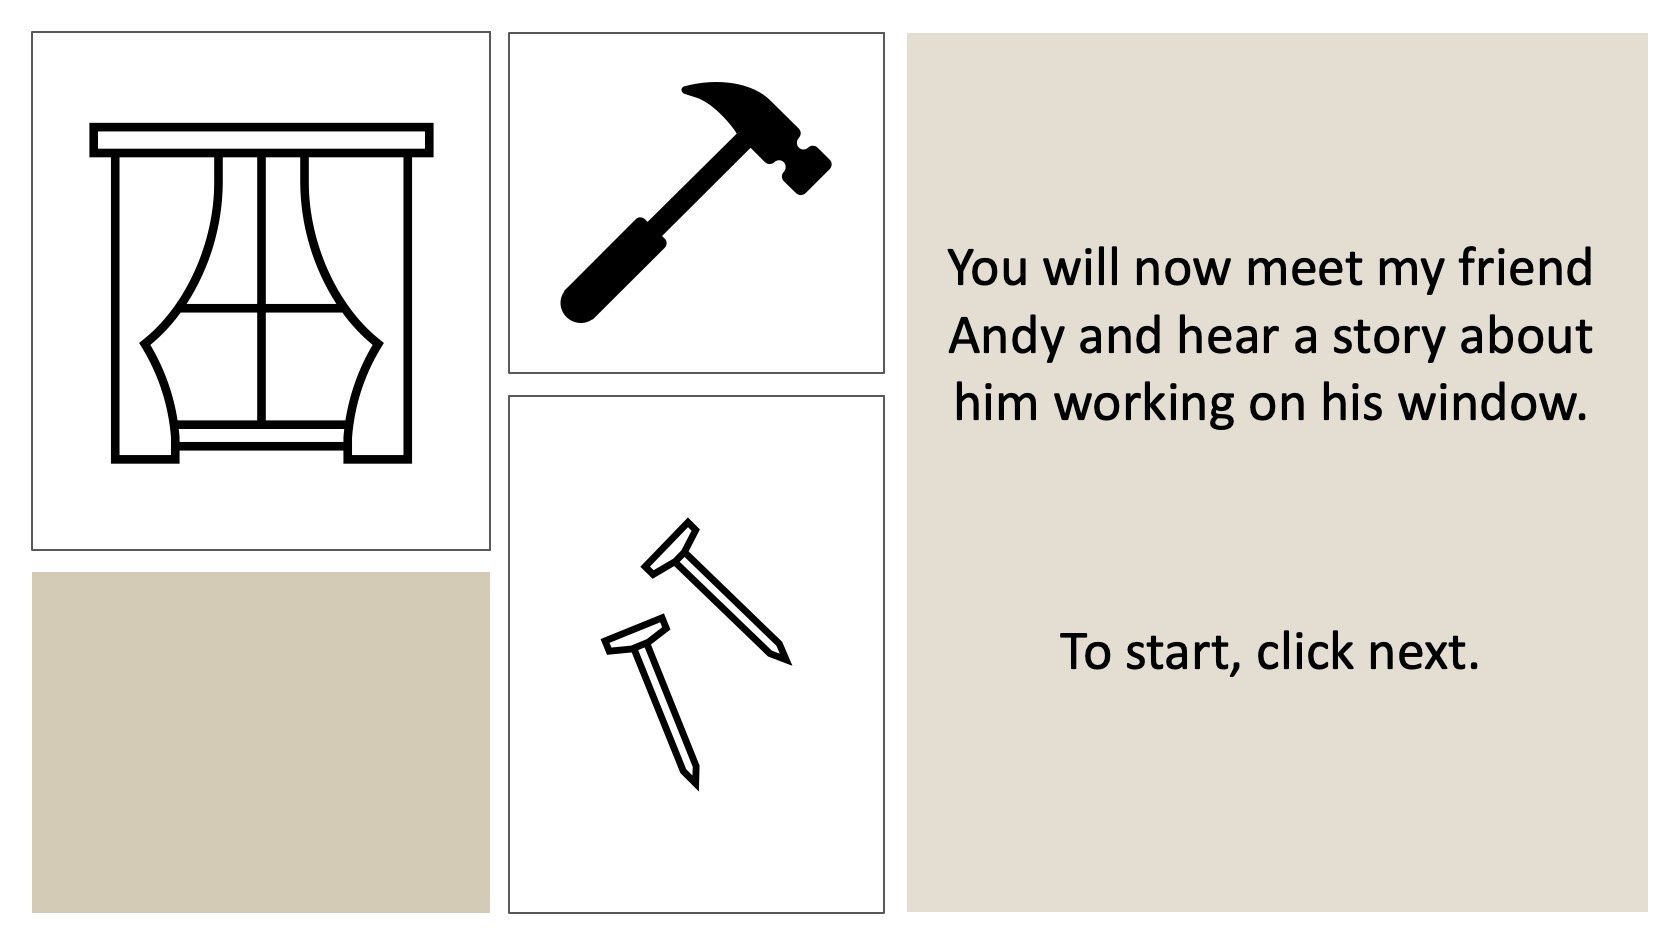 You will now meet my friend
Andy and hear a story about
him working on his window.
To start, click next.